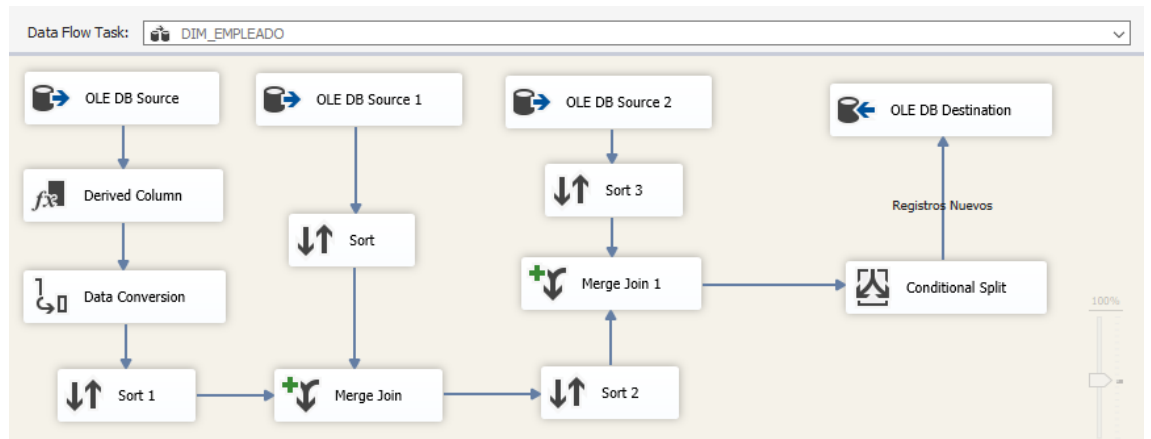 Data Flow Task: DIM_EMPLEADO
OLE DB Source
OLE DB Source 1
OLE DB Source 2
OLE DB Destination
Derived Column
Sort 3
Registros Nuevos
Sort
Data Conversion
Merge Join 1
Conditional Split
100%
Sort 1
Merge Join
Sort 2